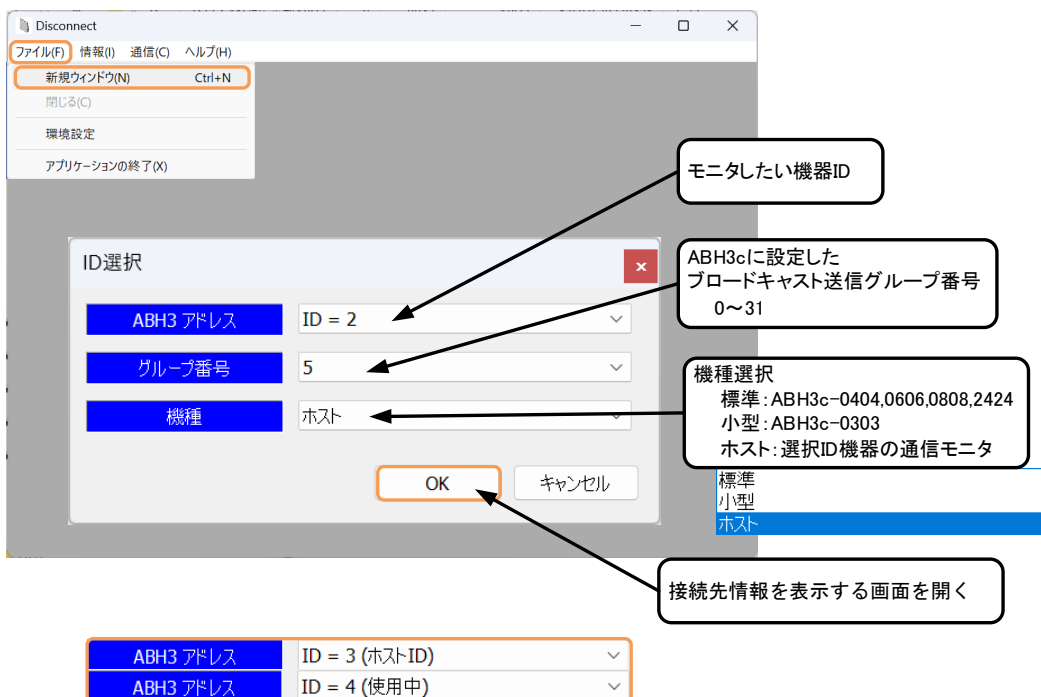 Disconnect
ファイル(F) 情報(I) 通信(C) ヘルプ(H)
新規ウィンドウ(N) Ctrl+N
閉じる(C)
環境設定
アプリケーションの終了(X)
モニタしたい機器ID
ID選択
ABH3 アドレス ID = 2
グループ番号 5
機種 ホスト
OK キャンセル
ABH3cに設定した
ブロードキャスト送信グループ番号
0～31
機種選択
標準：ABH3c-0404,0606,0808,2424
小型：ABH3c-0303
ホスト：選択ID機器の通信モニタ
標準
小型
ホスト
接続先情報を表示する画面を開く
ABH3 アドレス ID = 3 (ホストID)
ABH3 アドレス ID = 4 (使用中)